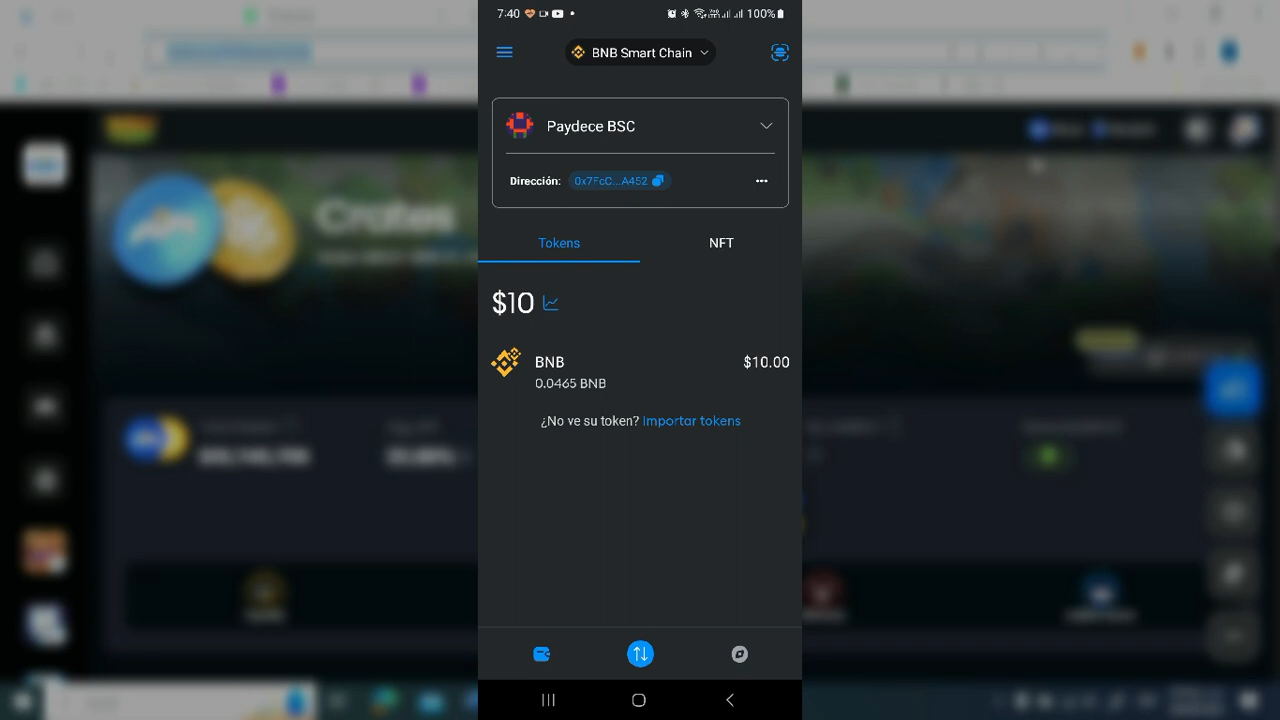 7:40
100%
BNB Smart Chain
Paydece BSC
Dirección: 0x7FcC...A452
Tokens
NFT
$10
BNB
$10.00
0.0465 BNB
¿No ve su token? Importar tokens
Crates